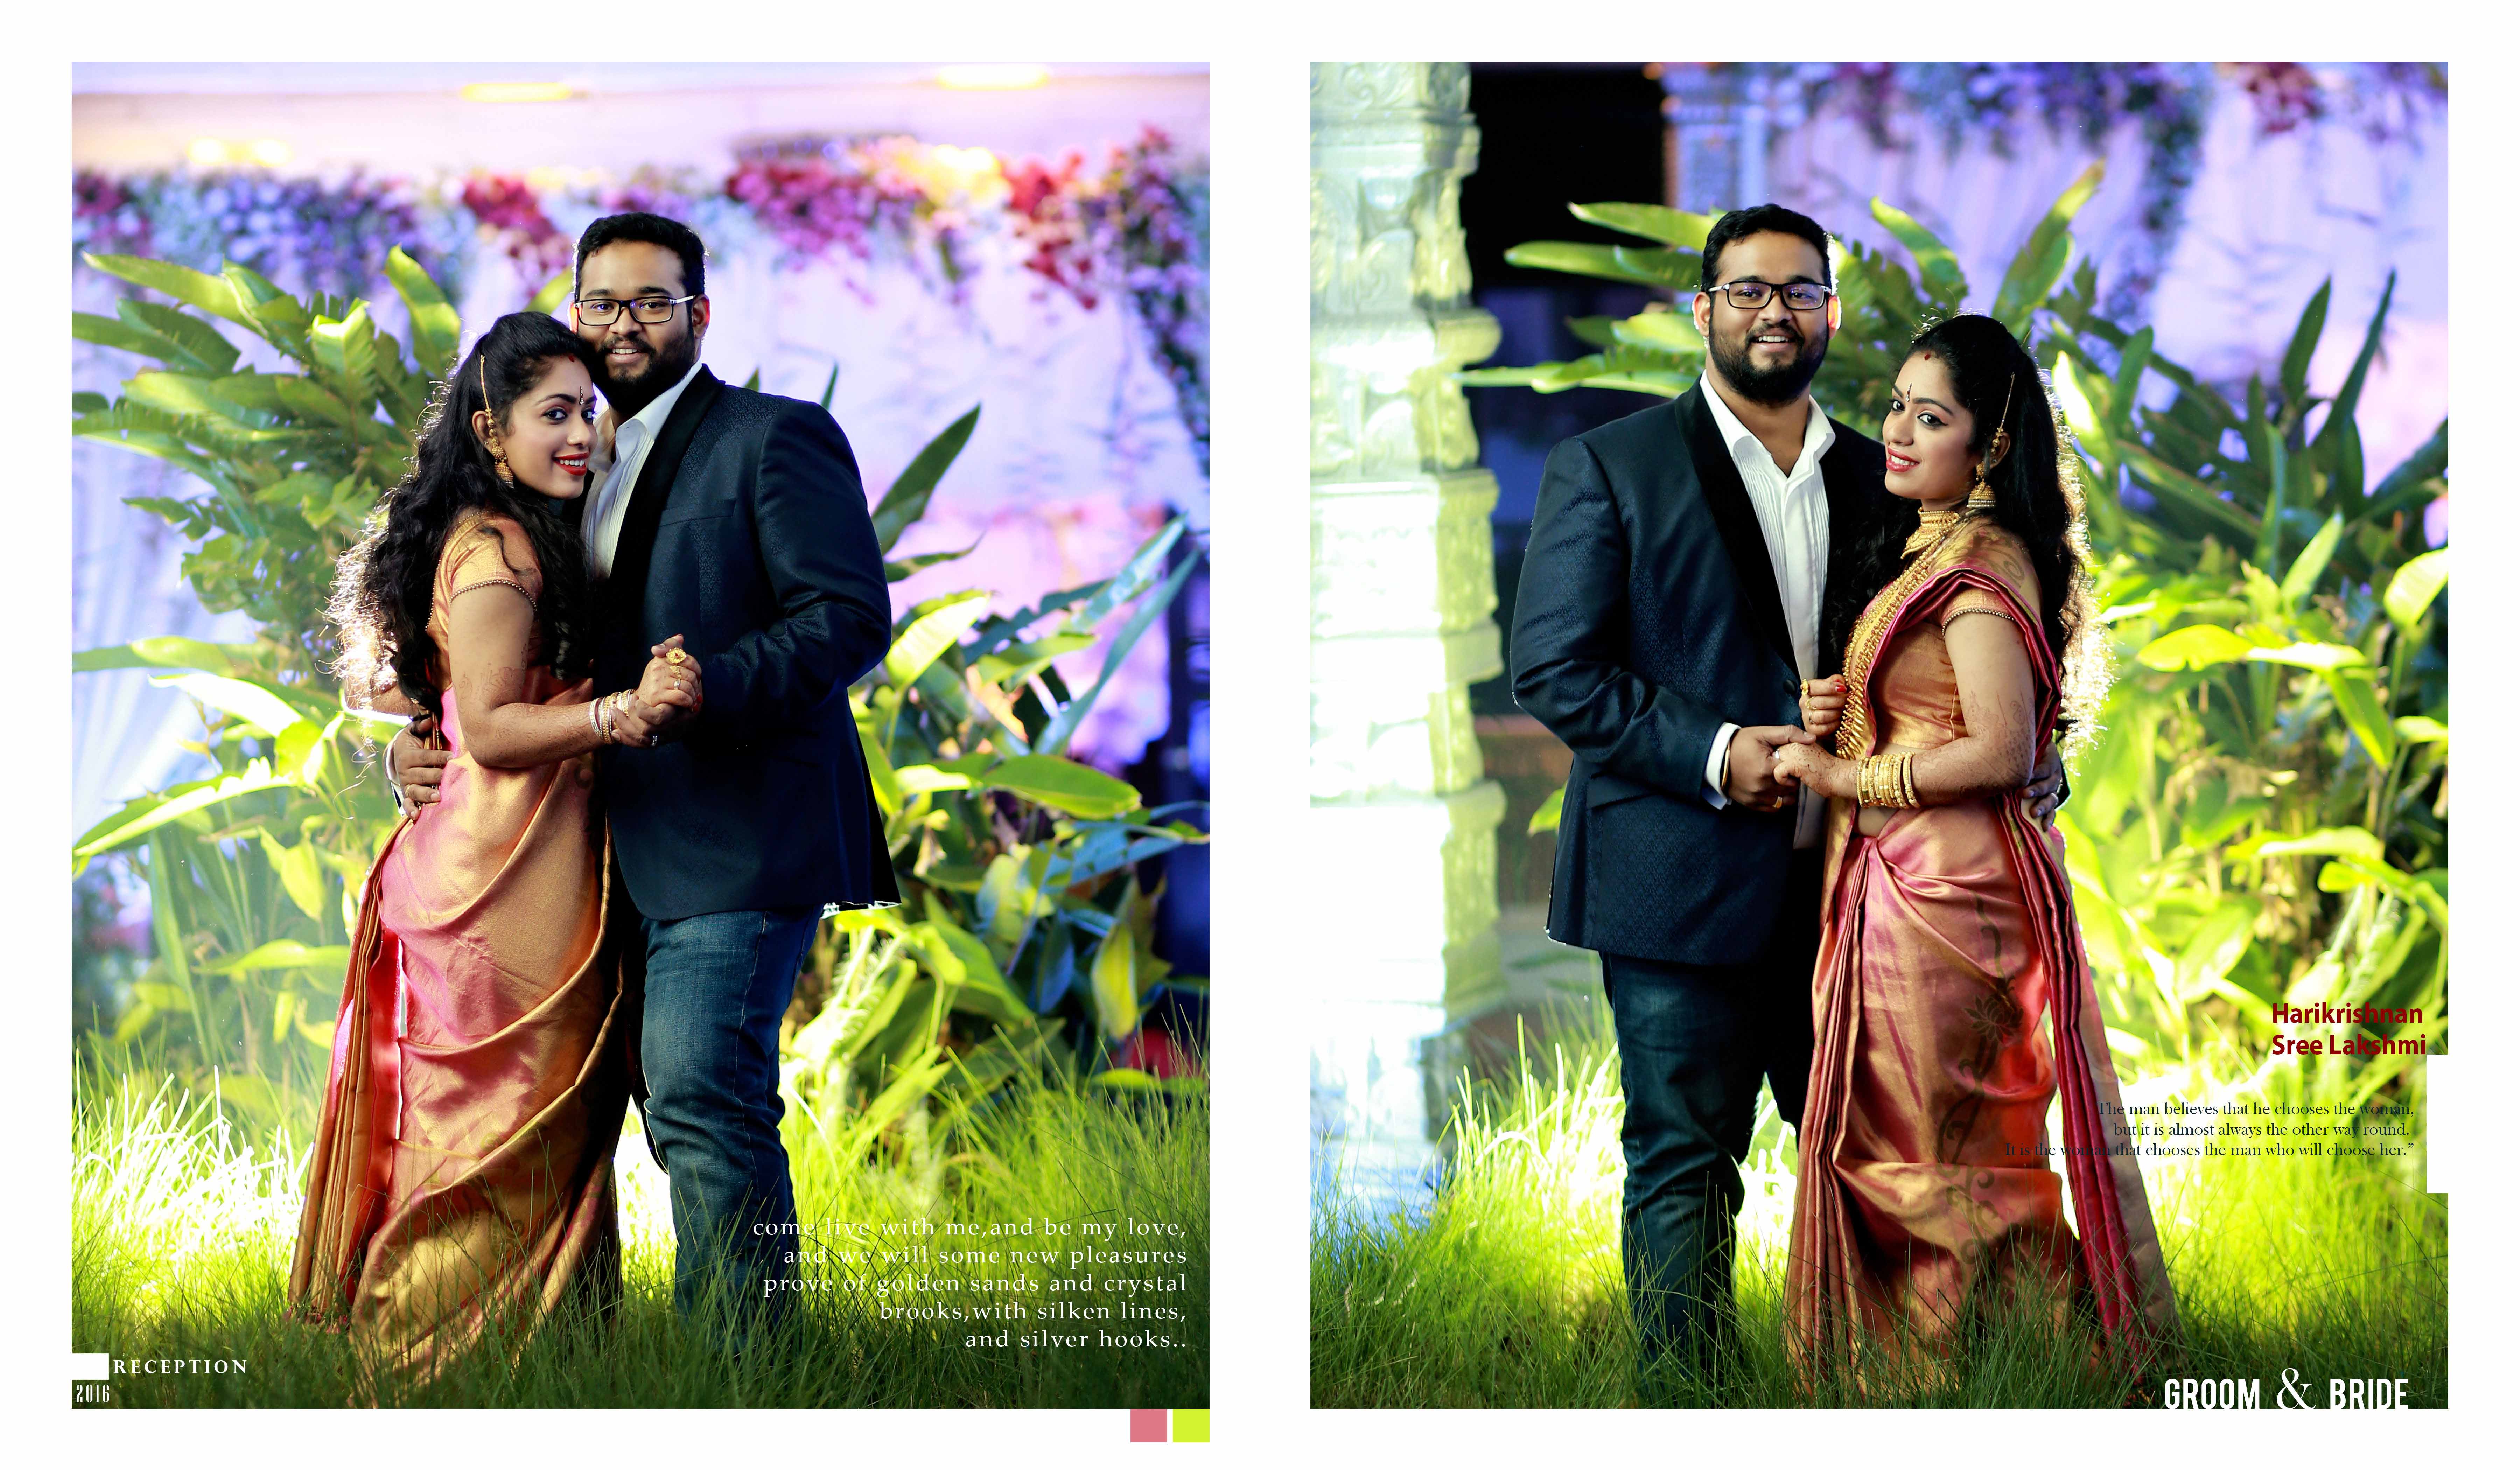 come live with me,and be my love,
and we will some new pleasures
prove of golden sands and crystal
brooks,with silken lines,
and silver hooks..
RECEPTION
2016
Harikrishnan
Sree Lakshmi
The man believes that he chooses the woman,
but it is almost always the other way round.
It is the woman that chooses the man who will choose her.”
GROOM & BRIDE